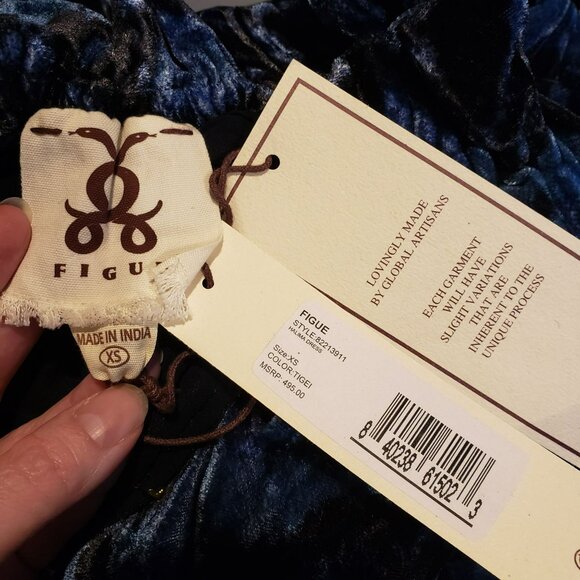 FIGU
MADE IN INDIA
XS
LOVINGLY MADE
BY GLOBAL ARTISANS
EACH GARMENT
WILL HAVE
SLIGHT VARIATIONS
THAT ARE
INHERENT TO THE
UNIQUE PROCESS
FIGUE
STYLE:82213911
HALIMA DRESS
Size:XS
COLOR:TIGEI
MSRP- 495.00
8 40238 61502 3